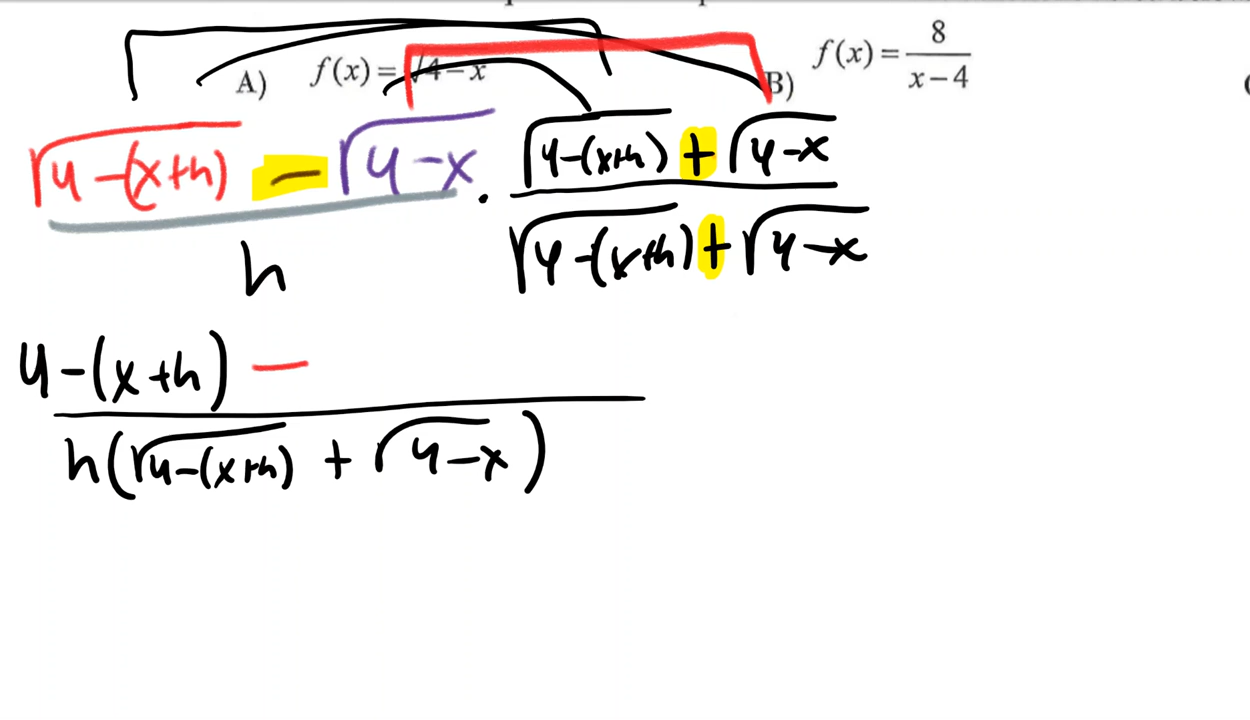 A) f(x) = √4 − x B) f(x) = 8/(x − 4)
(√(4 − (x+h)) − √(4 − x))/h · (√(4 − (x+h)) + √(4 − x))/(√(4 − (x+h)) + √(4 − x))
4 − (x+h) −
h(√(4 − (x+h)) + √(4 − x))